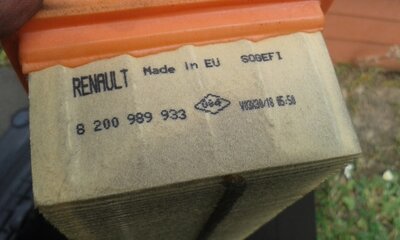 RENAULT Made in EU SOGEFI
8 200 989 933